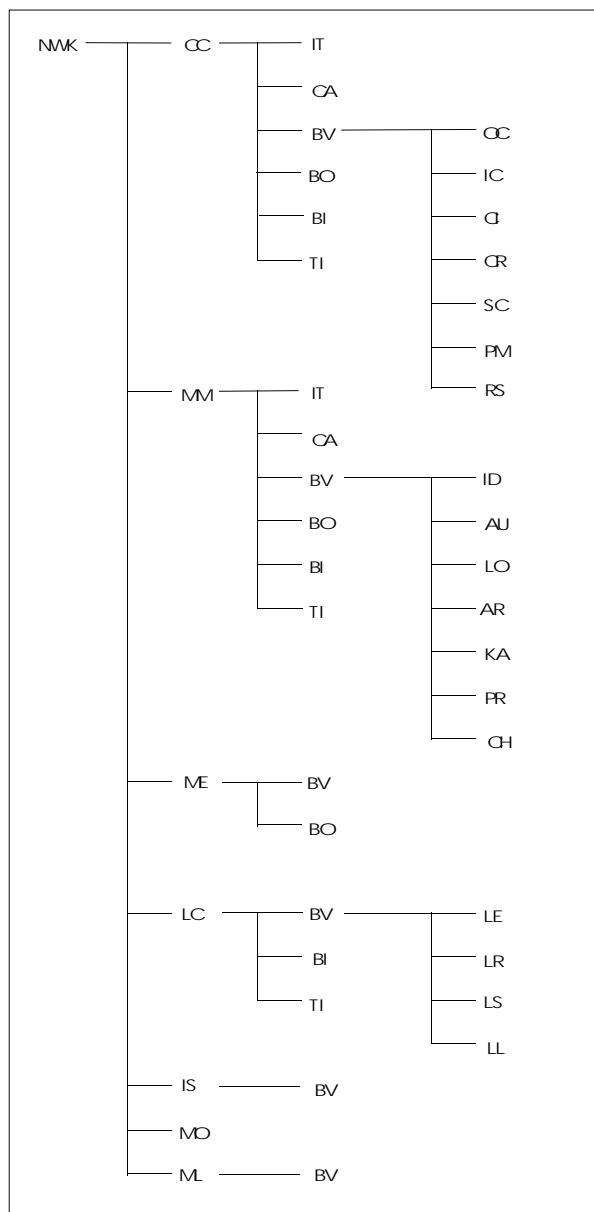 NWK CC IT
CA
BV CC
BO IC
BI CI
TI CR
SC
PM
MM IT RS
CA
BV ID
BO AU
BI LO
TI AR
KA
PR
CH
ME BV
BO
LC BV LE
BI LR
TI LS
LL
IS BV
MO
ML BV